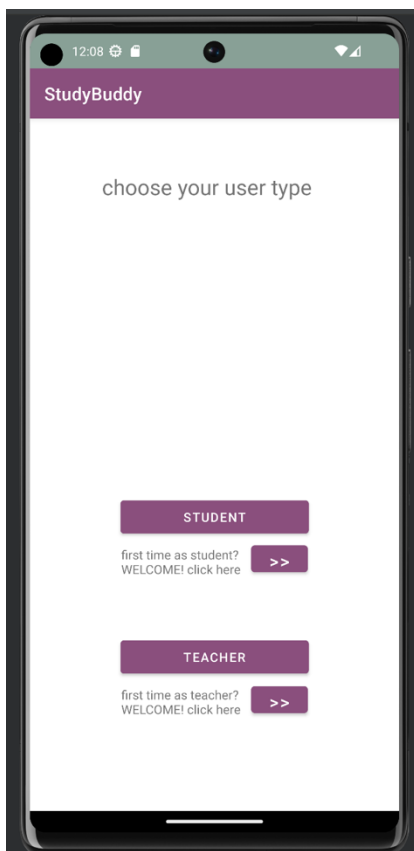 12:08
StudyBuddy
choose your user type
STUDENT
first time as student?
WELCOME! click here
>>
TEACHER
first time as teacher?
WELCOME! click here
>>